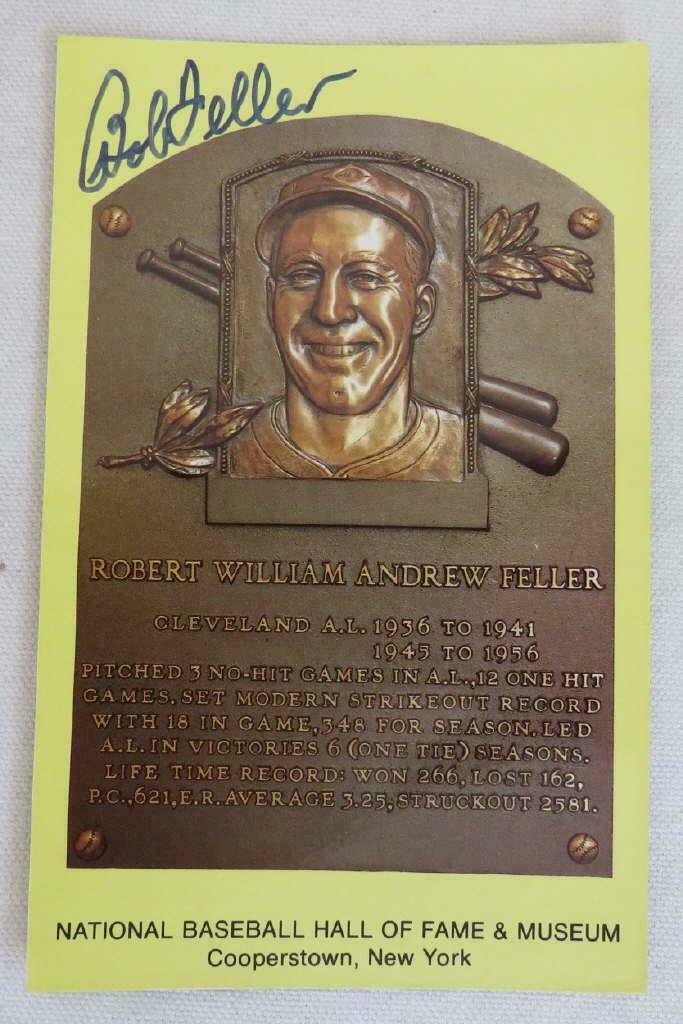 Bob Feller
ROBERT WILLIAM ANDREW FELLER
CLEVELAND A.L. 1936 TO 1941
1945 TO 1956
PITCHED 3 NO-HIT GAMES IN A.L., 12 ONE HIT
GAMES. SET MODERN STRIKEOUT RECORD
WITH 18 IN GAME, 348 FOR SEASON. LED
A.L. IN VICTORIES 6 (ONE TIE) SEASONS.
LIFE TIME RECORD: WON 266, LOST 162,
P.C., 621, E.R. AVERAGE 3.25, STRUCKOUT 2581.
NATIONAL BASEBALL HALL OF FAME & MUSEUM
Cooperstown, New York